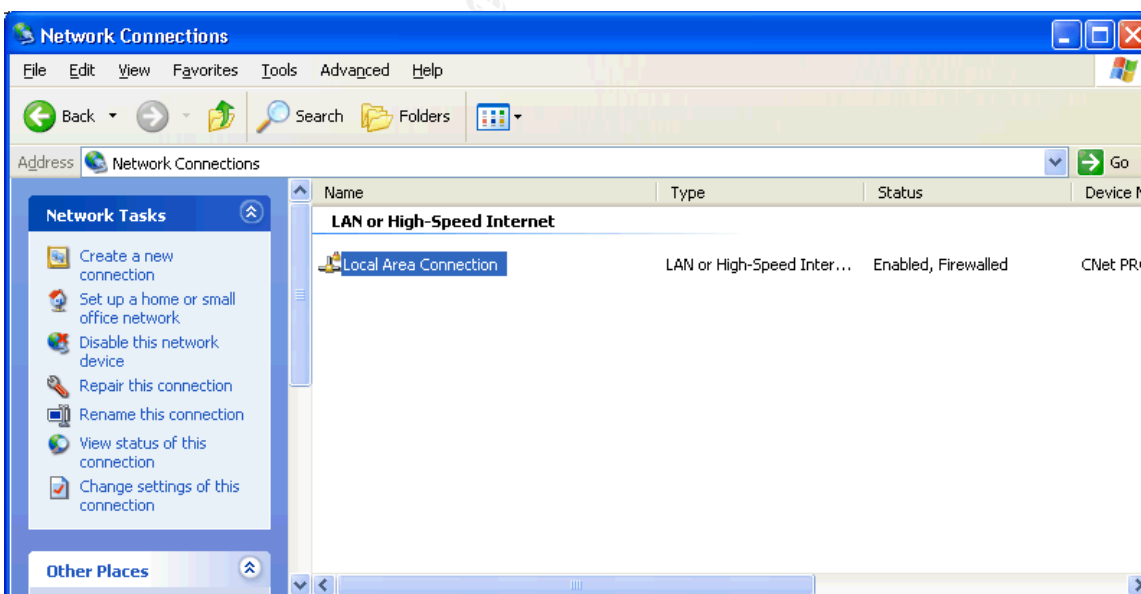 Network Connections
File Edit View Favorites Tools Advanced Help
Back Search Folders
Address Network Connections Go
Name Type Status Device N
Network Tasks
LAN or High-Speed Internet
Create a new
connection
Local Area Connection LAN or High-Speed Inter... Enabled, Firewalled CNet PR
Set up a home or small
office network
Disable this network
device
Repair this connection
Rename this connection
View status of this
connection
Change settings of this
connection
Other Places